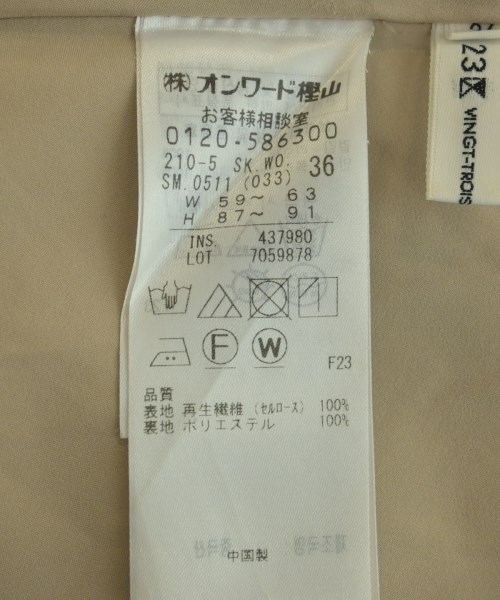 (株)オンワード樫山
お客様相談室
0120-586300
210-5 SK.WO. 36
SM.0511 (033)
W 59~ 63
H 87~ 91
INS. 437980
LOT 7059878
F W
F23
品質
表地 再生繊維 (セルロース) 100%
裏地 ポリエステル 100%
中国製
23区
VINGT-TROIS